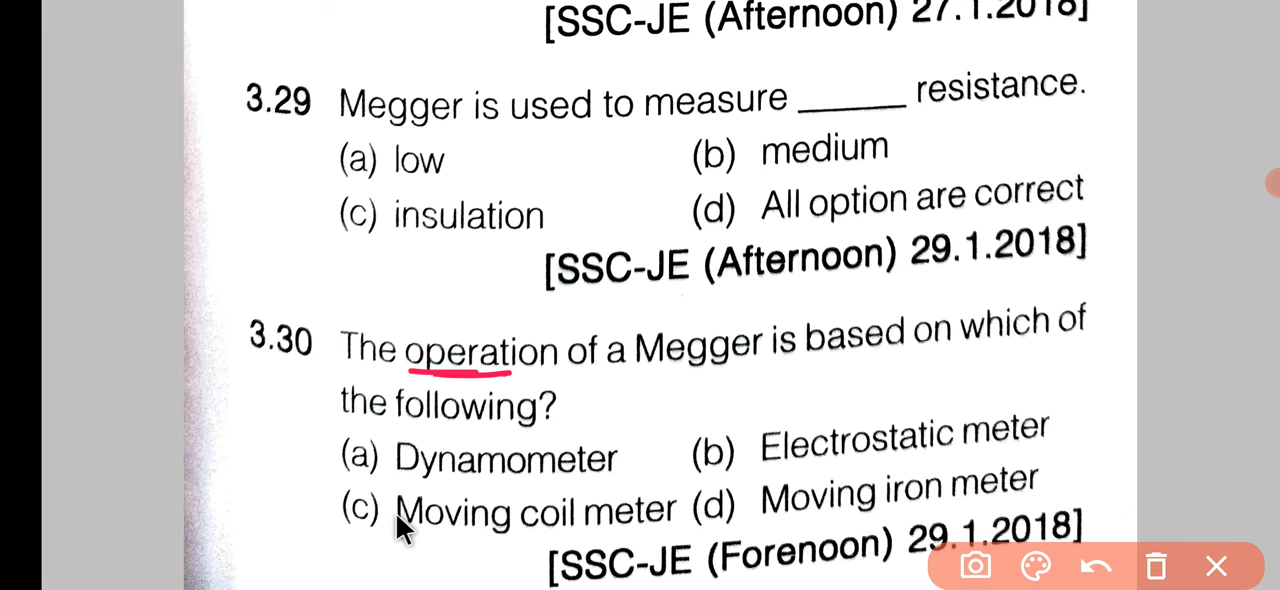 [SSC-JE (Afternoon) 27.1.2018]
3.29 Megger is used to measure ______ resistance.
(a) low (b) medium
(c) insulation (d) All option are correct
[SSC-JE (Afternoon) 29.1.2018]
3.30 The operation of a Megger is based on which of
the following?
(a) Dynamometer (b) Electrostatic meter
(c) Moving coil meter (d) Moving iron meter
[SSC-JE (Forenoon) 29.1.2018]